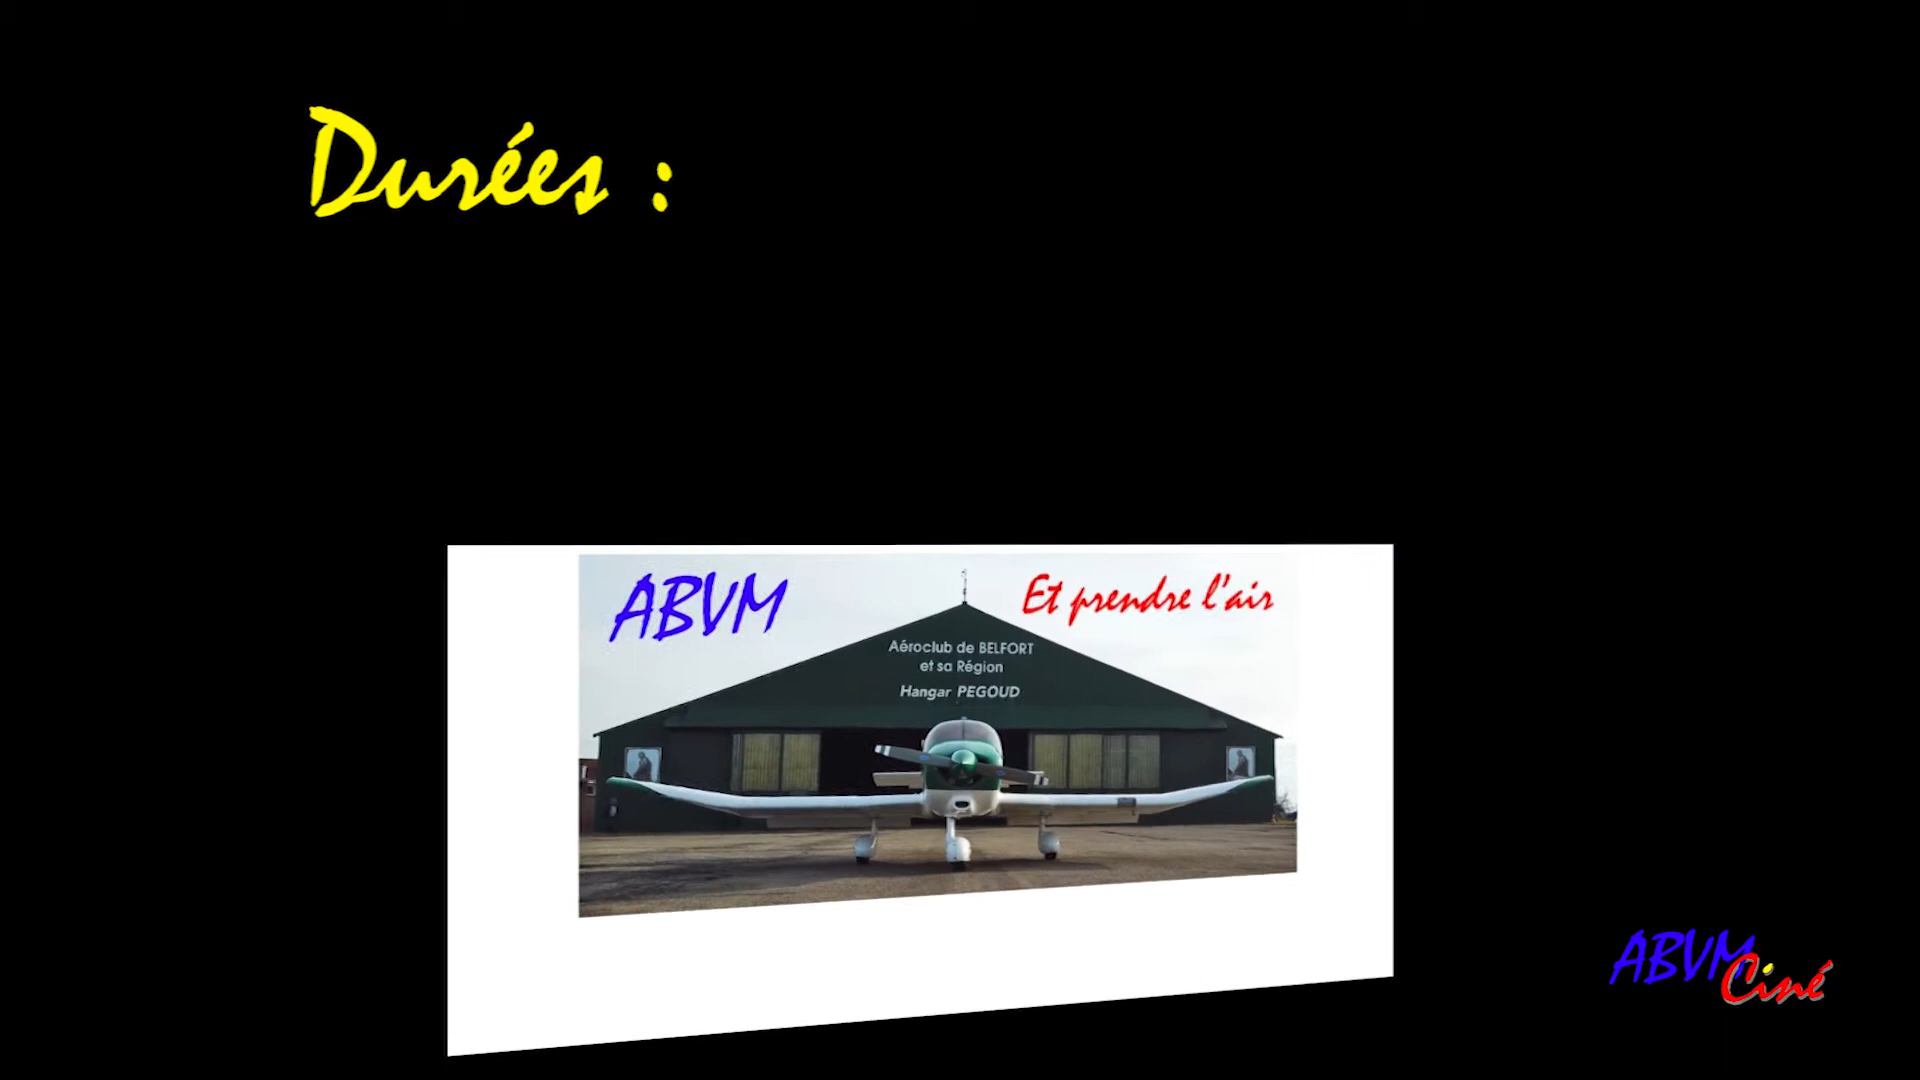 Durées :
ABVM
Et prendre l'air
Aéroclub de BELFORT
et sa Région
Hangar PEGOUD
ABVM
Ciné